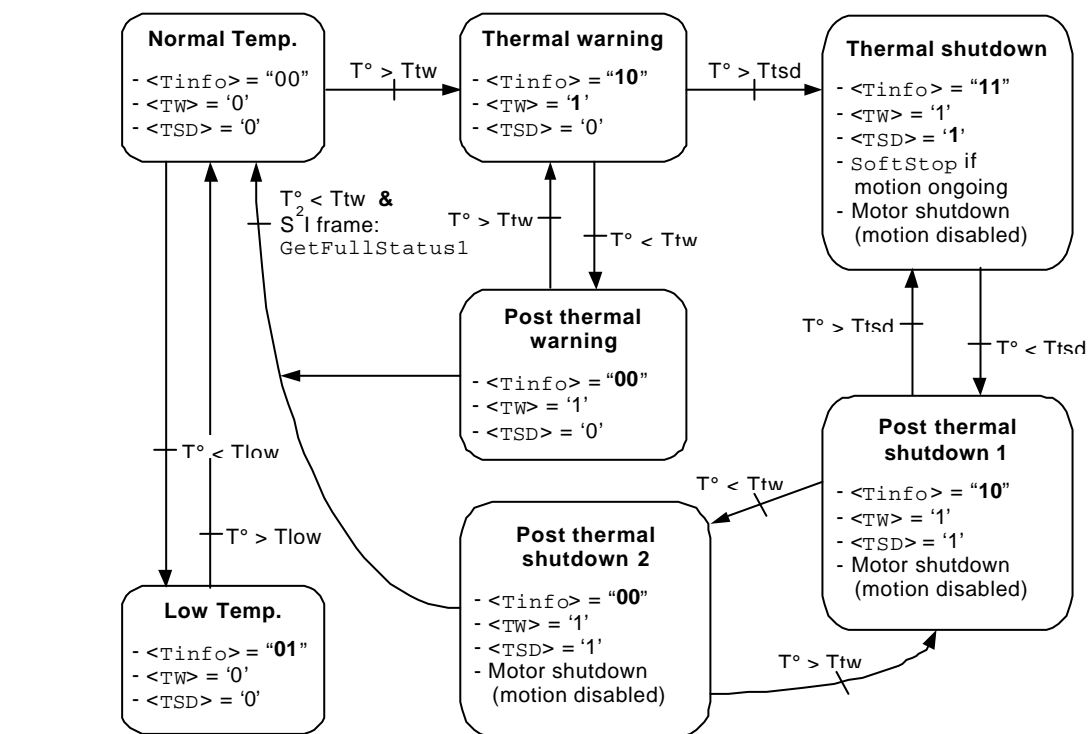 Normal Temp.
- <Tinfo> = “00”
- <TW> = ‘0’
- <TSD> = ‘0’
T° > Ttw
Thermal warning
- <Tinfo> = “10”
- <TW> = ‘1’
- <TSD> = ‘0’
T° > Ttsd
Thermal shutdown
- <Tinfo> = “11”
- <TW> = ‘1’
- <TSD> = ‘1’
- SoftStop if
motion ongoing
- Motor shutdown
(motion disabled)
T° < Ttw &
S²I frame:
GetFullStatus1
T° > Ttw
T° < Ttw
Post thermal
warning
- <Tinfo> = “00”
- <TW> = ‘1’
- <TSD> = ‘0’
T° > Ttsd
T° < Ttsd
Post thermal
shutdown 1
- <Tinfo> = “10”
- <TW> = ‘1’
- <TSD> = ‘1’
- Motor shutdown
(motion disabled)
T° < Tlow
T° > Tlow
T° < Ttw
Post thermal
shutdown 2
- <Tinfo> = “00”
- <TW> = ‘1’
- <TSD> = ‘1’
- Motor shutdown
(motion disabled)
T° > Ttw
Low Temp.
- <Tinfo> = “01”
- <TW> = ‘0’
- <TSD> = ‘0’